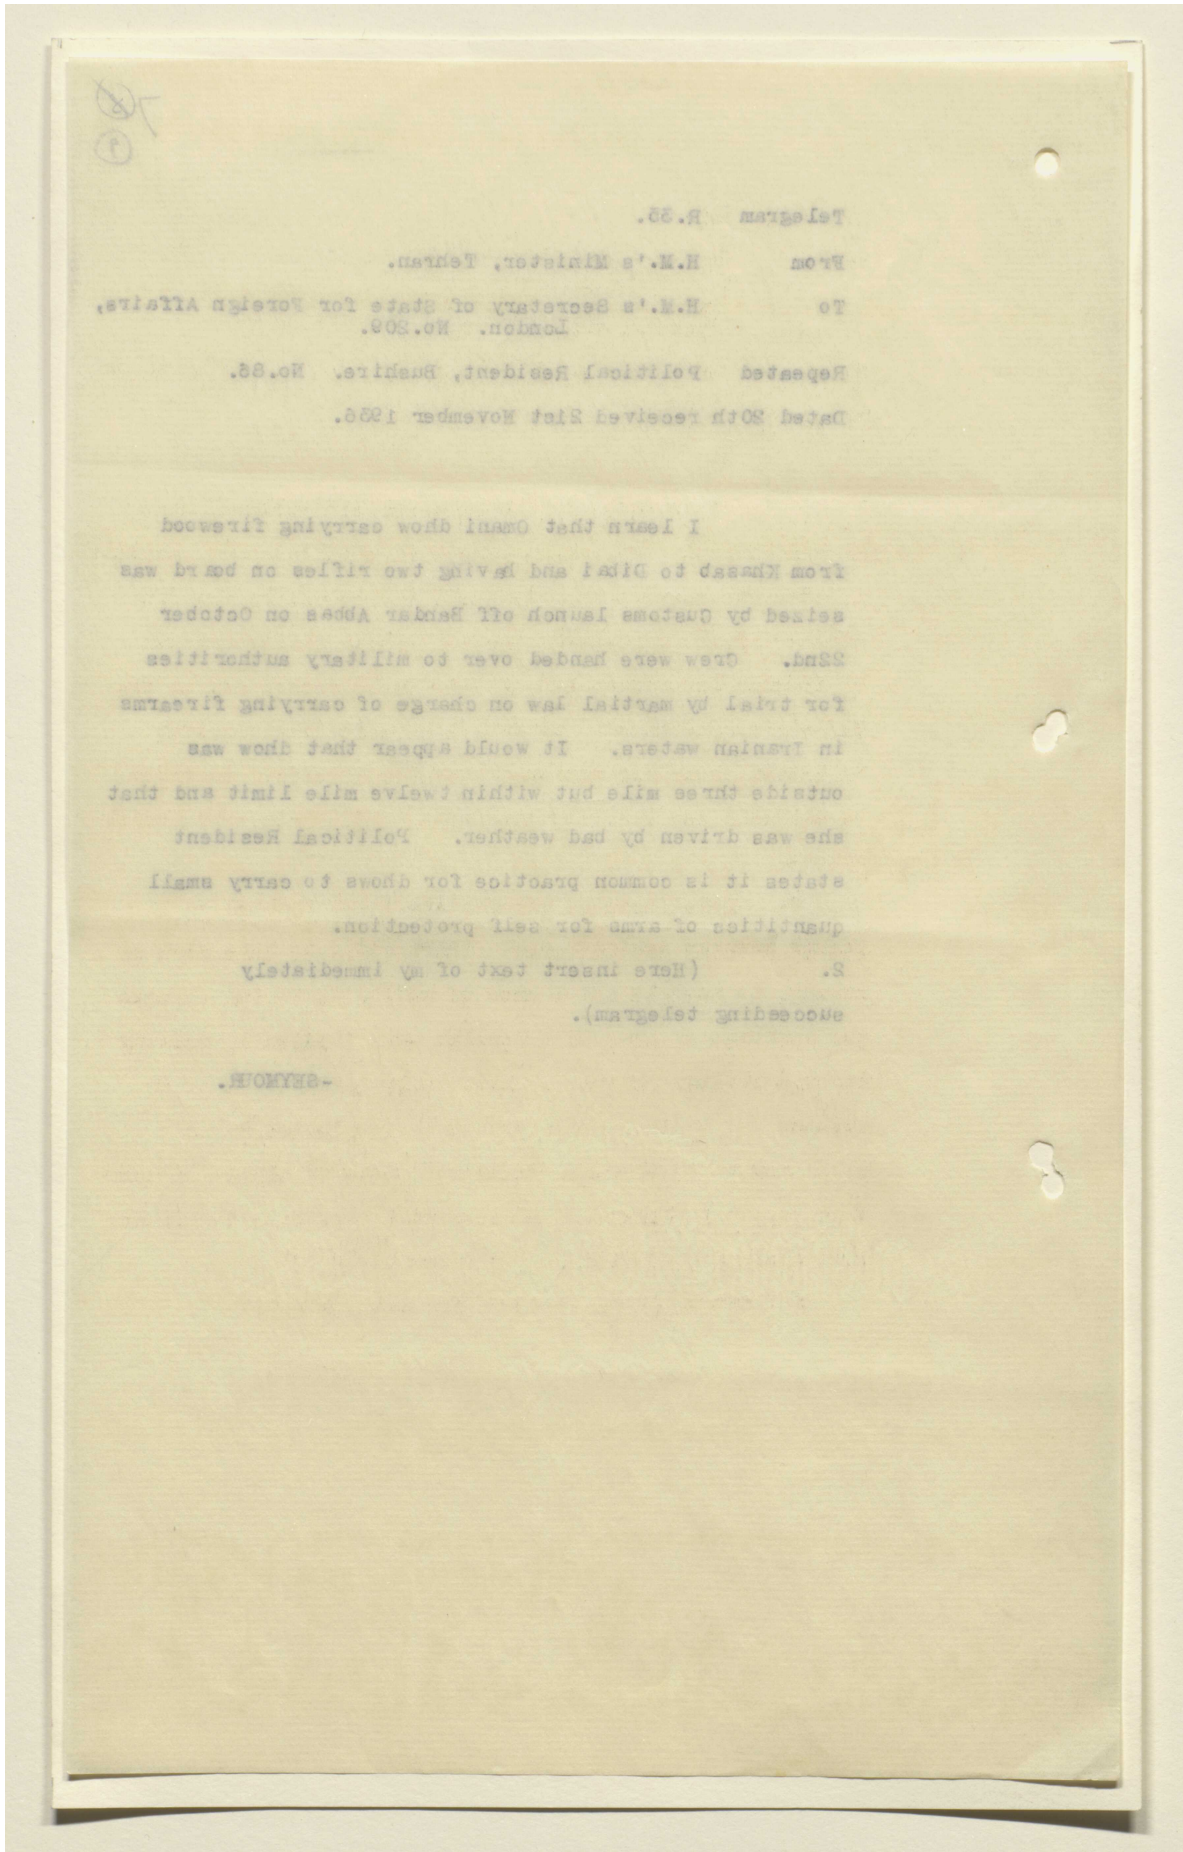 Telegram R.35.
From H.M.'s Minister, Tehran.
To H.M.'s Secretary of State for Foreign Affairs,
London. No.209.
Repeated Political Resident, Bushire. No.86.
Dated 20th received 21st November 1936.
I learn that Omani dhow carrying firewood
from Khasab to Dibai and having two rifles on board was
seized by Customs launch off Bandar Abbas on October
22nd. Crew were handed over to military authorities
for trial by martial law on charge of carrying firearms
in Iranian waters. It would appear that dhow was
outside three mile but within twelve mile limit and that
she was driven by bad weather. Political Resident
states it is common practice for dhows to carry small
quantities of arms for self protection.
2. (Here insert text of my immediately
succeeding telegram).
-SEYMOUR.